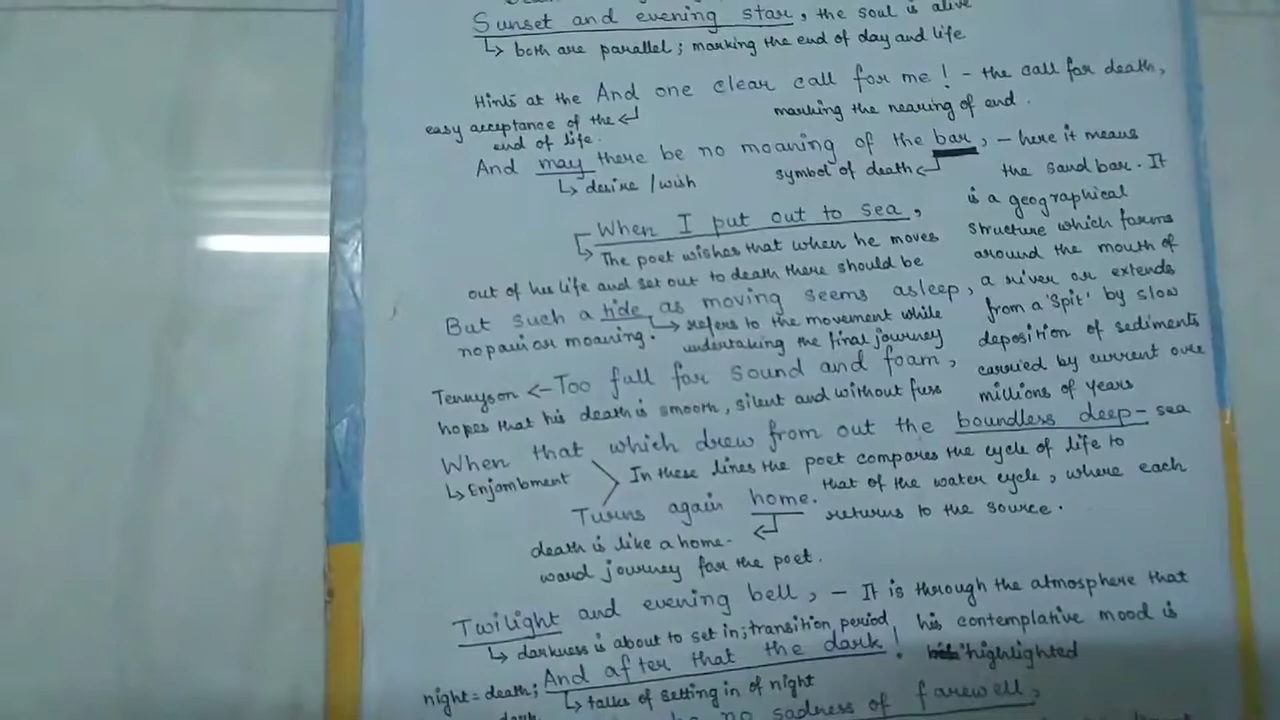 Sunset and evening star, the soul is alive
↳ both are parallel; marking the end of day and life
And one clear call for me! - the call for death,
marking the nearing of end.
Hints at the
easy acceptance of the
end of life.
And may there be no moaning of the bar, - here it means
↳ desire / wish
symbol of death
the sand bar. It
is a geographical
structure which forms
around the mouth of
a river or extends
from a 'Spit' by slow
deposition of sediments
carried by current over
millions of years
When I put out to sea,
↳ The poet wishes that when he moves
out of his life and set out to death there should be
no pain or moaning.
But such a tide as moving seems asleep,
↳ refers to the movement while
undertaking the final journey
Too full for sound and foam,
Tennyson
hopes that his death is smooth, silent and without fuss
When that which drew from out the boundless deep - sea
↳ Enjombment
In these lines the poet compares the cycle of life to
that of the water cycle, where each
returns to the source.
Turns again home.
death is like a home-
ward journey for the poet.
Twilight and evening bell, - It is through the atmosphere that
↳ darkness is about to set in; transition period
his contemplative mood is
highlighted
And after that the dark!
night = death;
↳ talks of setting in of night
dark
no sadness of farewell,